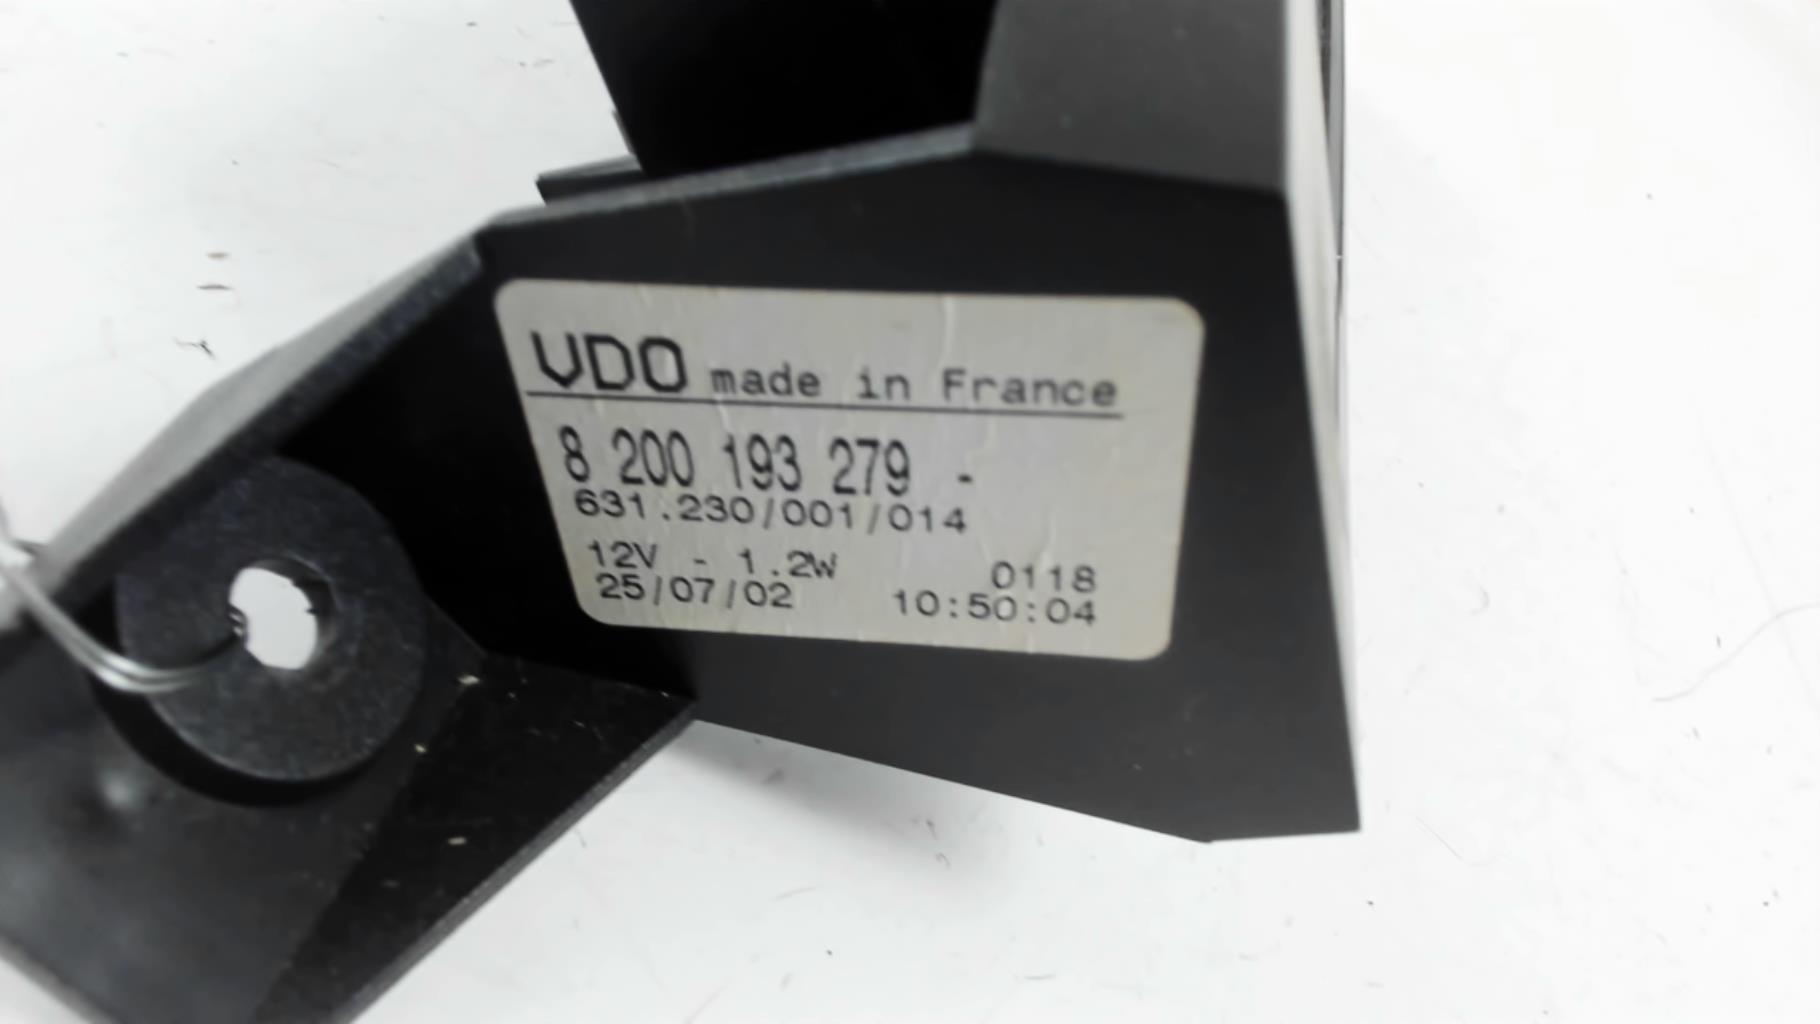 VDO made in France
8 200 193 279 -
631.230/001/014
12V - 1.2W 0118
25/07/02 10:50:04